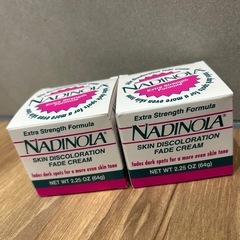 Extra Strength Formula
NADINOLA®
SKIN DISCOLORATION
FADE CREAM
fades dark spots for a more even skin tone
NET WT 2.25 OZ (64g)
Extra Strength Formula
NADINOLA®
SKIN DISCOLORATION
FADE CREAM
fades dark spots for a more even skin tone
NET WT 2.25 OZ (64g)